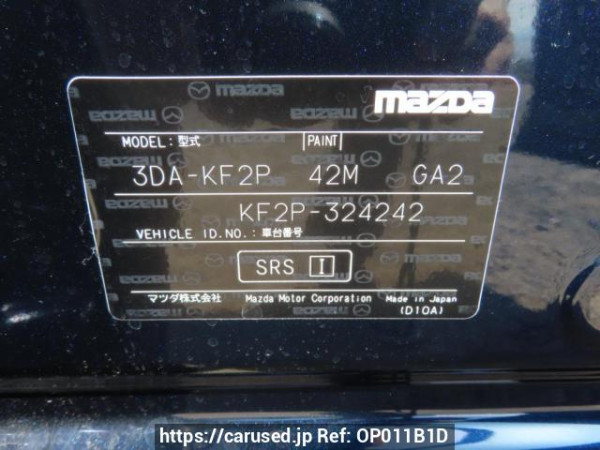 mazda
MODEL: 型式 PAINT
3DA-KF2P 42M GA2
KF2P-324242
VEHICLE ID.NO.: 車台番号
SRS I
マツダ株式会社 Mazda Motor Corporation Made in Japan
(D10A)
https://carused.jp Ref: OP011B1D